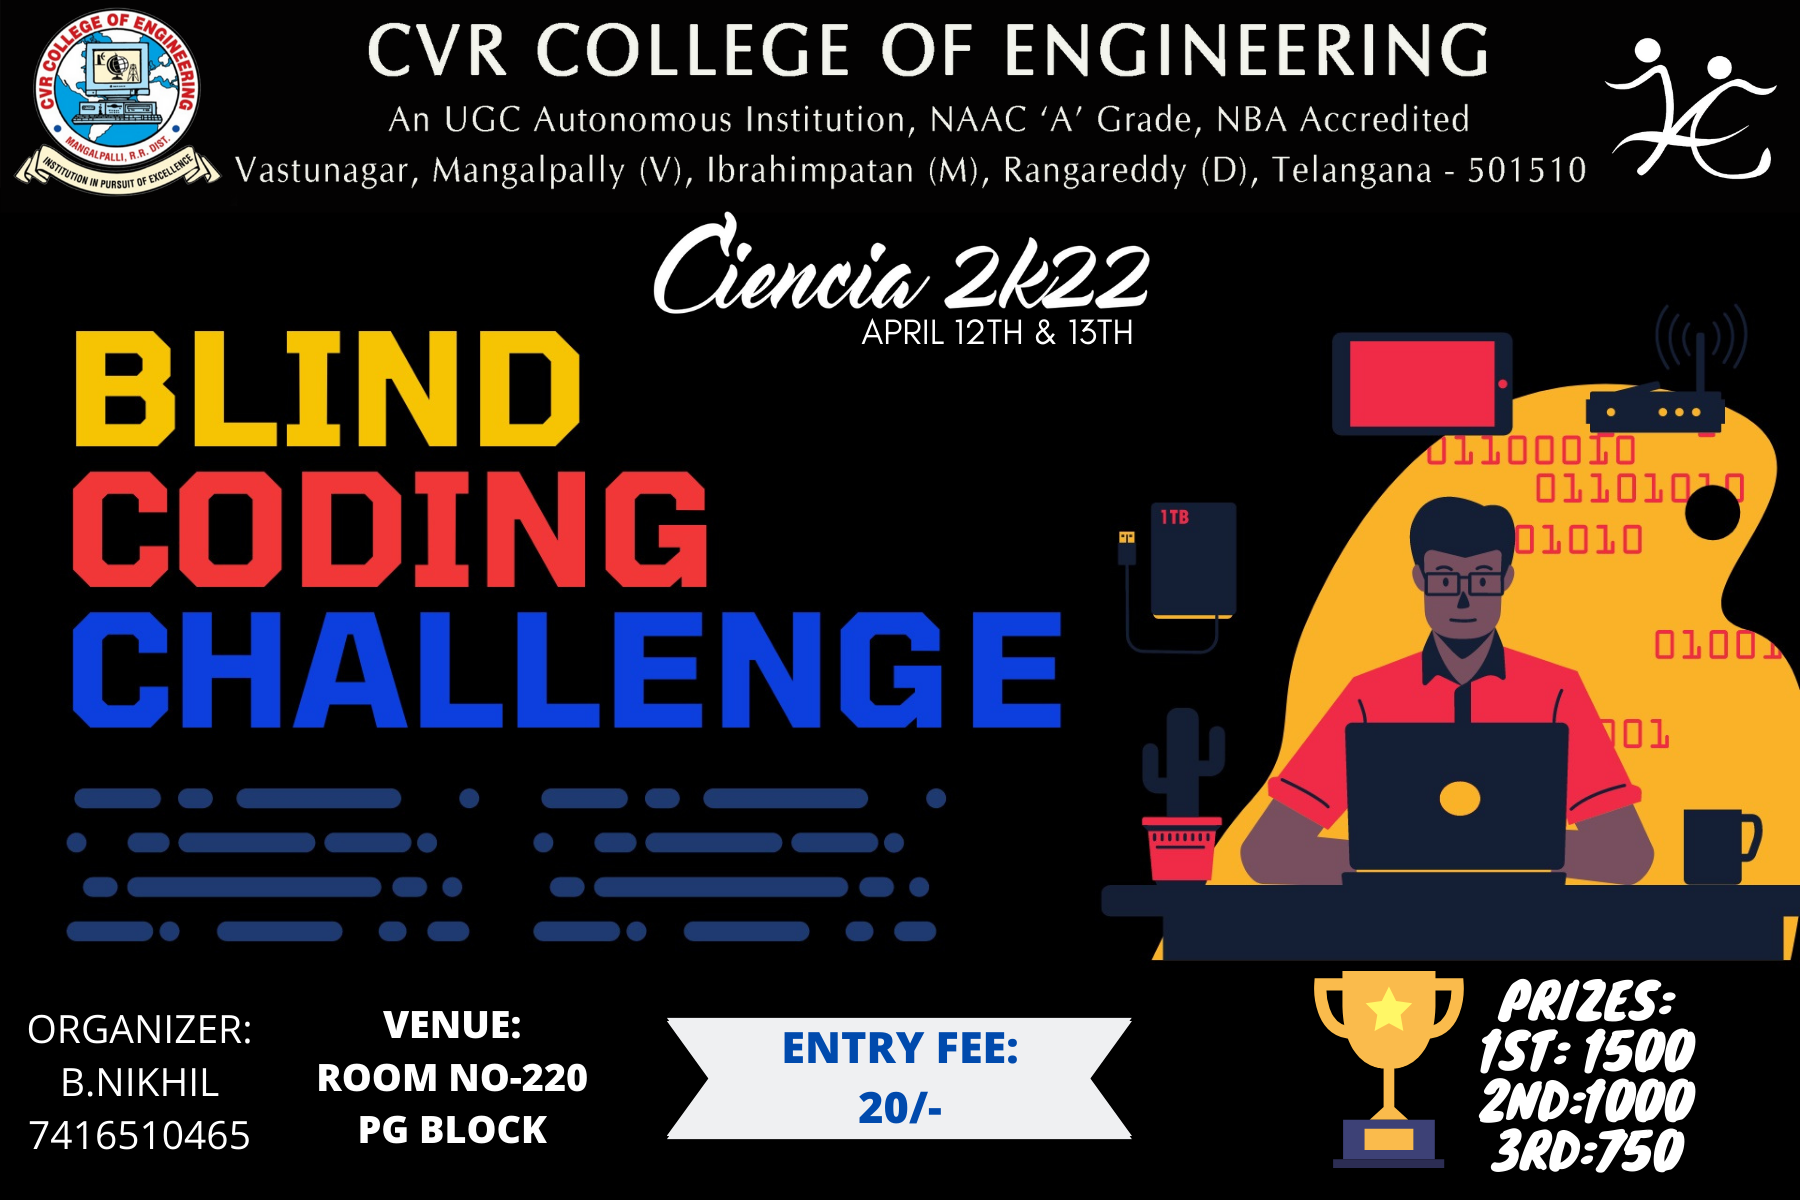 CVR COLLEGE OF ENGINEERING
MANGALPALLI, R.R. DIST.
INSTITUTION IN PURSUIT OF EXCELLENCE
CVR COLLEGE OF ENGINEERING
An UGC Autonomous Institution, NAAC ‘A’ Grade, NBA Accredited
Vastunagar, Mangalpally (V), Ibrahimpatan (M), Rangareddy (D), Telangana - 501510
Ciencia 2k22
APRIL 12TH & 13TH
BLIND
CODING
CHALLENGE
1TB
01100010
01101010
01010
01001
001
ORGANIZER:
B.NIKHIL
7416510465
VENUE:
ROOM NO-220
PG BLOCK
ENTRY FEE:
20/-
PRIZES:
1ST: 1500
2ND:1000
3RD:750